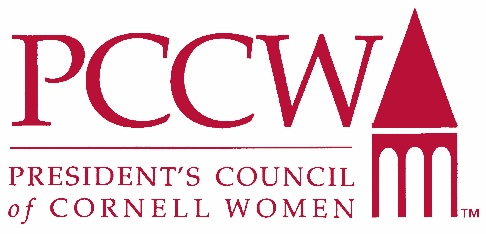 PCCW
PRESIDENT'S COUNCIL
of CORNELL WOMEN
TM